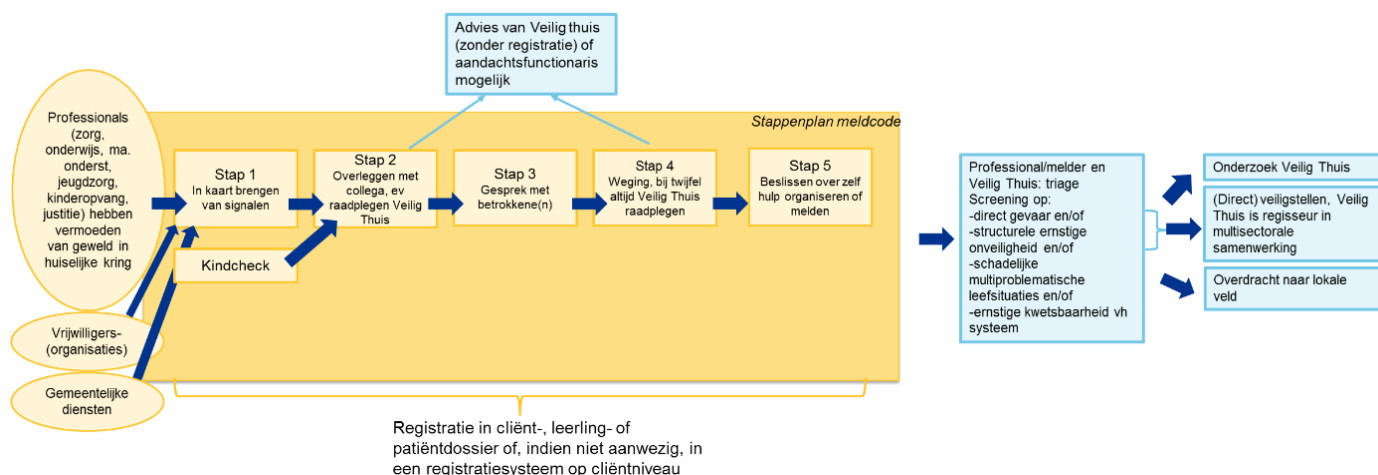 Advies van Veilig thuis
(zonder registratie) of
aandachtsfunctionaris
mogelijk
Stappenplan meldcode
Professionals
(zorg,
onderwijs, ma.
onderst,
jeugdzorg,
kinderopvang,
justitie) hebben
vermoeden
van geweld in
huiselijke kring
Vrijwilligers-
(organisaties)
Gemeentelijke
diensten
Stap 1
In kaart brengen
van signalen
Kindcheck
Stap 2
Overleggen met
collega, ev
raadplegen Veilig
Thuis
Stap 3
Gesprek met
betrokkene(n)
Stap 4
Weging, bij twijfel
altijd Veilig Thuis
raadplegen
Stap 5
Beslissen over zelf
hulp organiseren of
melden
Registratie in cliënt-, leerling- of
patiëntdossier of, indien niet aanwezig, in
een registratiesysteem op cliëntniveau
Professional/melder en
Veilig Thuis: triage
Screening op:
-direct gevaar en/of
-structurele ernstige
onveiligheid en/of
-schadelijke
multiproblematische
leefsituaties en/of
-ernstige kwetsbaarheid vh
systeem
Onderzoek Veilig Thuis
(Direct) veiligstellen, Veilig
Thuis is regisseur in
multisectorale
samenwerking
Overdracht naar lokale
veld